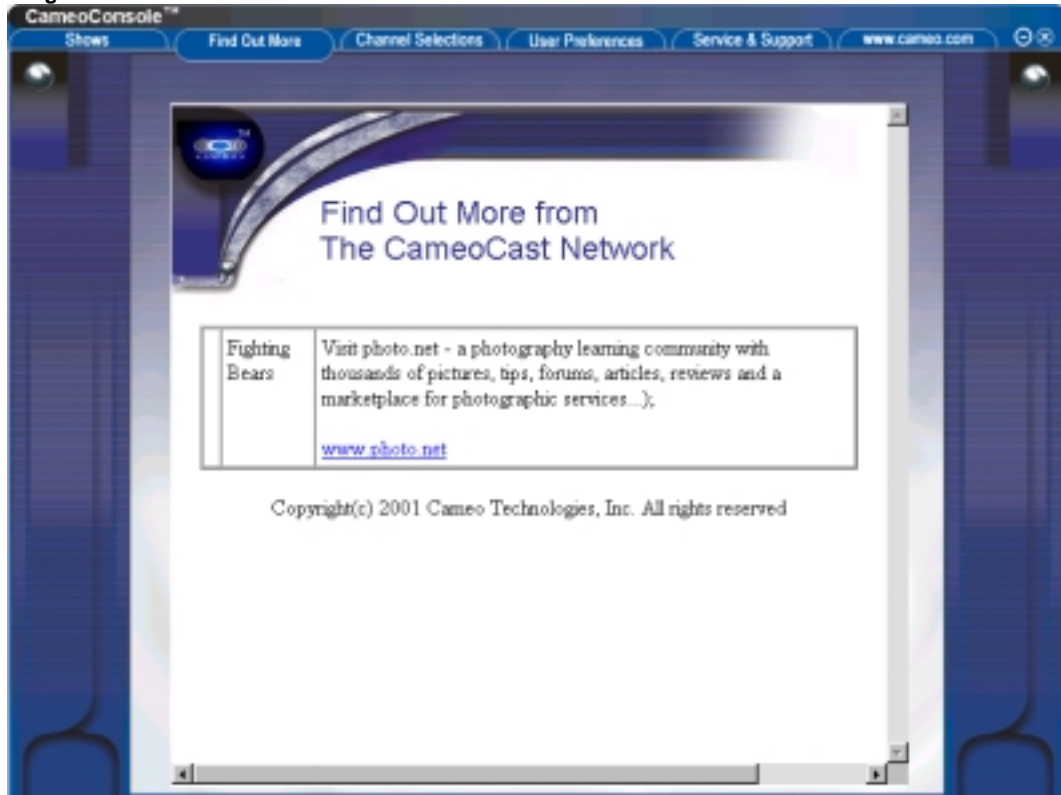 CameoConsole™
Shows
Find Out More
Channel Selections
User Preferences
Service & Support
www.cameo.com
Find Out More from
The CameoCast Network
Fighting
Bears
Visit photo.net - a photography learning community with
thousands of pictures, tips, forums, articles, reviews and a
marketplace for photographic services...);
www.photo.net
Copyright(c) 2001 Cameo Technologies, Inc. All rights reserved